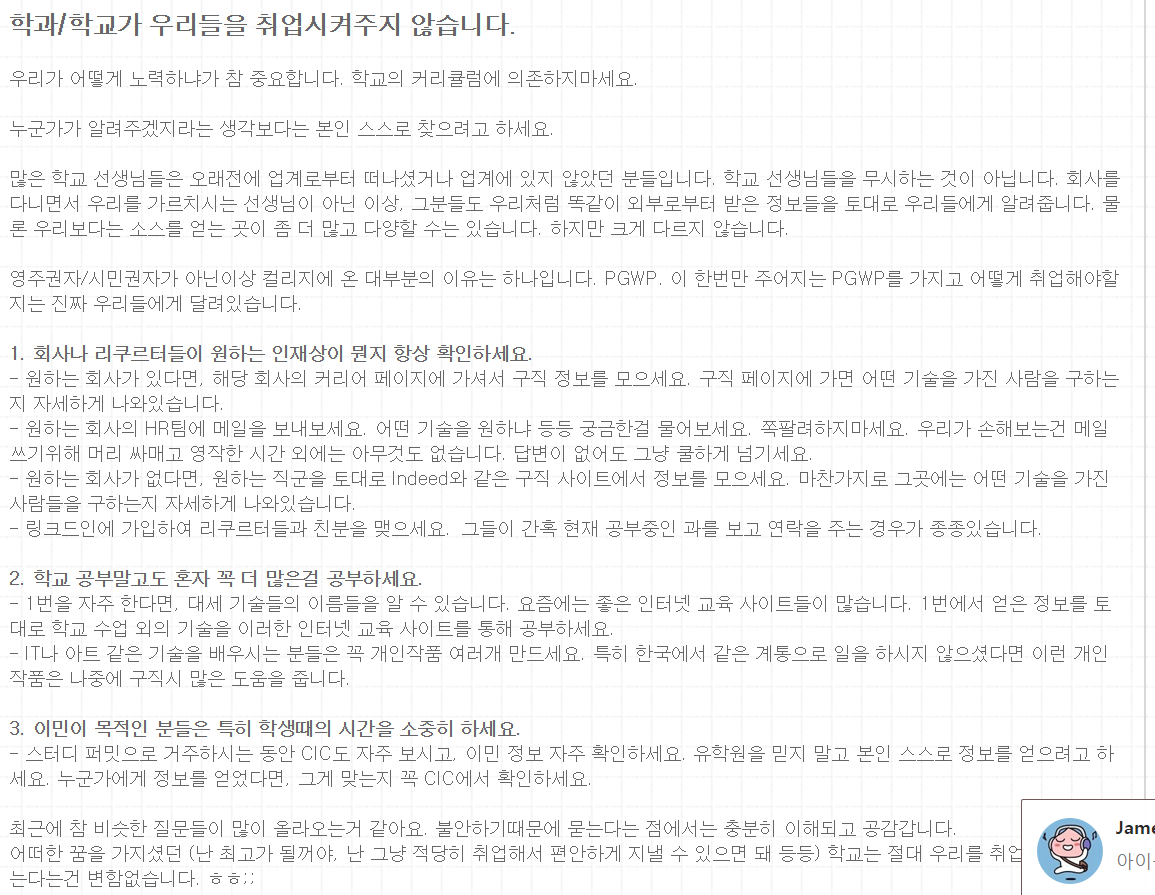 학과/학교가 우리들을 취업시켜주지 않습니다.
우리가 어떻게 노력하냐가 참 중요합니다. 학교의 커리큘럼에 의존하지마세요.
누군가가 알려주겠지라는 생각보다는 본인 스스로 찾으려고 하세요.
많은 학교 선생님들은 오래전에 업계로부터 떠나셨거나 업계에 있지 않았던 분들입니다. 학교 선생님들을 무시하는 것이 아닙니다. 회사를
다니면서 우리를 가르치시는 선생님이 아닌 이상, 그분들도 우리처럼 똑같이 외부로부터 받은 정보들을 토대로 우리들에게 알려줍니다. 물
론 우리보다는 소스를 얻는 곳이 좀 더 많고 다양할 수는 있습니다. 하지만 크게 다르지 않습니다.
영주권자/시민권자가 아닌이상 컬리지에 온 대부분의 이유는 하나입니다. PGWP. 이 한번만 주어지는 PGWP를 가지고 어떻게 취업해야할
지는 진짜 우리들에게 달려있습니다.
1. 회사나 리쿠르터들이 원하는 인재상이 뭔지 항상 확인하세요.
- 원하는 회사가 있다면, 해당 회사의 커리어 페이지에 가셔서 구직 정보를 모으세요. 구직 페이지에 가면 어떤 기술을 가진 사람을 구하는
지 자세하게 나와있습니다.
- 원하는 회사의 HR팀에 메일을 보내보세요. 어떤 기술을 원하냐 등등 궁금한걸 물어보세요. 쪽팔려하지마세요. 우리가 손해보는건 메일
쓰기위해 머리 싸매고 영작한 시간 외에는 아무것도 없습니다. 답변이 없어도 그냥 쿨하게 넘기세요.
- 원하는 회사가 없다면, 원하는 직군을 토대로 Indeed와 같은 구직 사이트에서 정보를 모으세요. 마찬가지로 그곳에는 어떤 기술을 가진
사람들을 구하는지 자세하게 나와있습니다.
- 링크드인에 가입하여 리쿠르터들과 친분을 맺으세요. 그들이 간혹 현재 공부중인 과를 보고 연락을 주는 경우가 종종있습니다.
2. 학교 공부말고도 혼자 꼭 더 많은걸 공부하세요.
- 1번을 자주 한다면, 대세 기술들의 이름들을 알 수 있습니다. 요즘에는 좋은 인터넷 교육 사이트들이 많습니다. 1번에서 얻은 정보를 토
대로 학교 수업 외의 기술을 이러한 인터넷 교육 사이트를 통해 공부하세요.
- IT나 아트 같은 기술을 배우시는 분들은 꼭 개인작품 여러개 만드세요. 특히 한국에서 같은 계통으로 일을 하시지 않으셨다면 이런 개인
작품은 나중에 구직시 많은 도움을 줍니다.
3. 이민이 목적인 분들은 특히 학생때의 시간을 소중히 하세요.
- 스터디 퍼밋으로 거주하시는 동안 CIC도 자주 보시고, 이민 정보 자주 확인하세요. 유학원을 믿지 말고 본인 스스로 정보를 얻으려고 하
세요. 누군가에게 정보를 얻었다면, 그게 맞는지 꼭 CIC에서 확인하세요.
최근에 참 비슷한 질문들이 많이 올라오는거 같아요. 불안하기때문에 묻는다는 점에서는 충분히 이해되고 공감갑니다.
어떠한 꿈을 가지셨던 (난 최고가 될꺼야, 난 그냥 적당히 취업해서 편안하게 지낼 수 있으면 돼 등등) 학교는 절대 우리를 취업
는다는건 변함없습니다. ㅎㅎ;;
Jame
아이